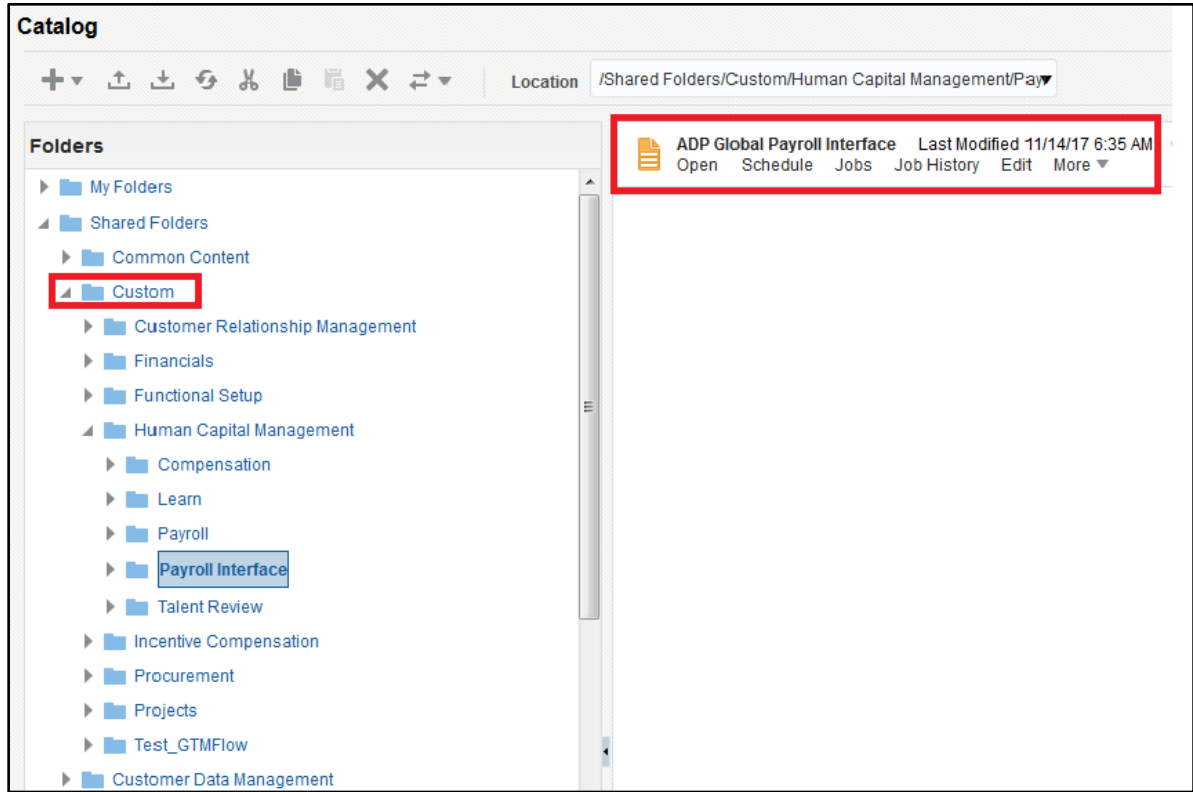 Catalog
Location /Shared Folders/Custom/Human Capital Management/Pay
Folders
My Folders
Shared Folders
Common Content
Custom
Customer Relationship Management
Financials
Functional Setup
Human Capital Management
Compensation
Learn
Payroll
Payroll Interface
Talent Review
Incentive Compensation
Procurement
Projects
Test_GTMFlow
Customer Data Management
ADP Global Payroll Interface Last Modified 11/14/17 6:35 AM
Open Schedule Jobs Job History Edit More